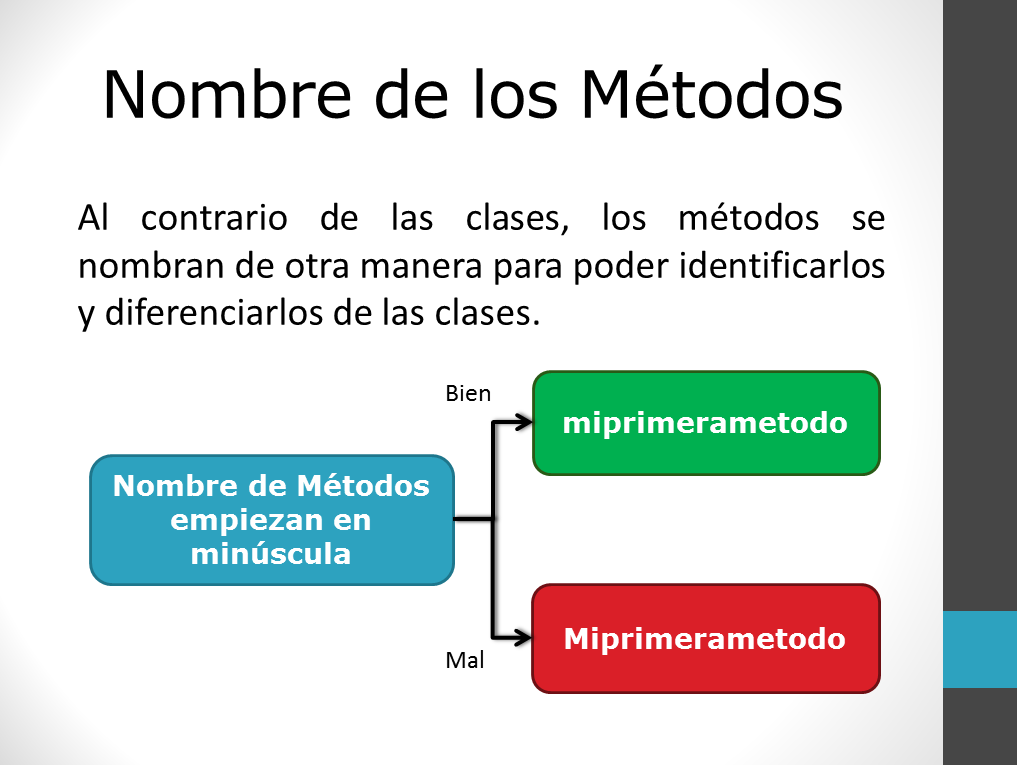 Nombre de los Métodos
Al contrario de las clases, los métodos se
nombran de otra manera para poder identificarlos
y diferenciarlos de las clases.
Bien
miprimerametodo
Nombre de Métodos
empiezan en
minúscula
Mal
Miprimerametodo